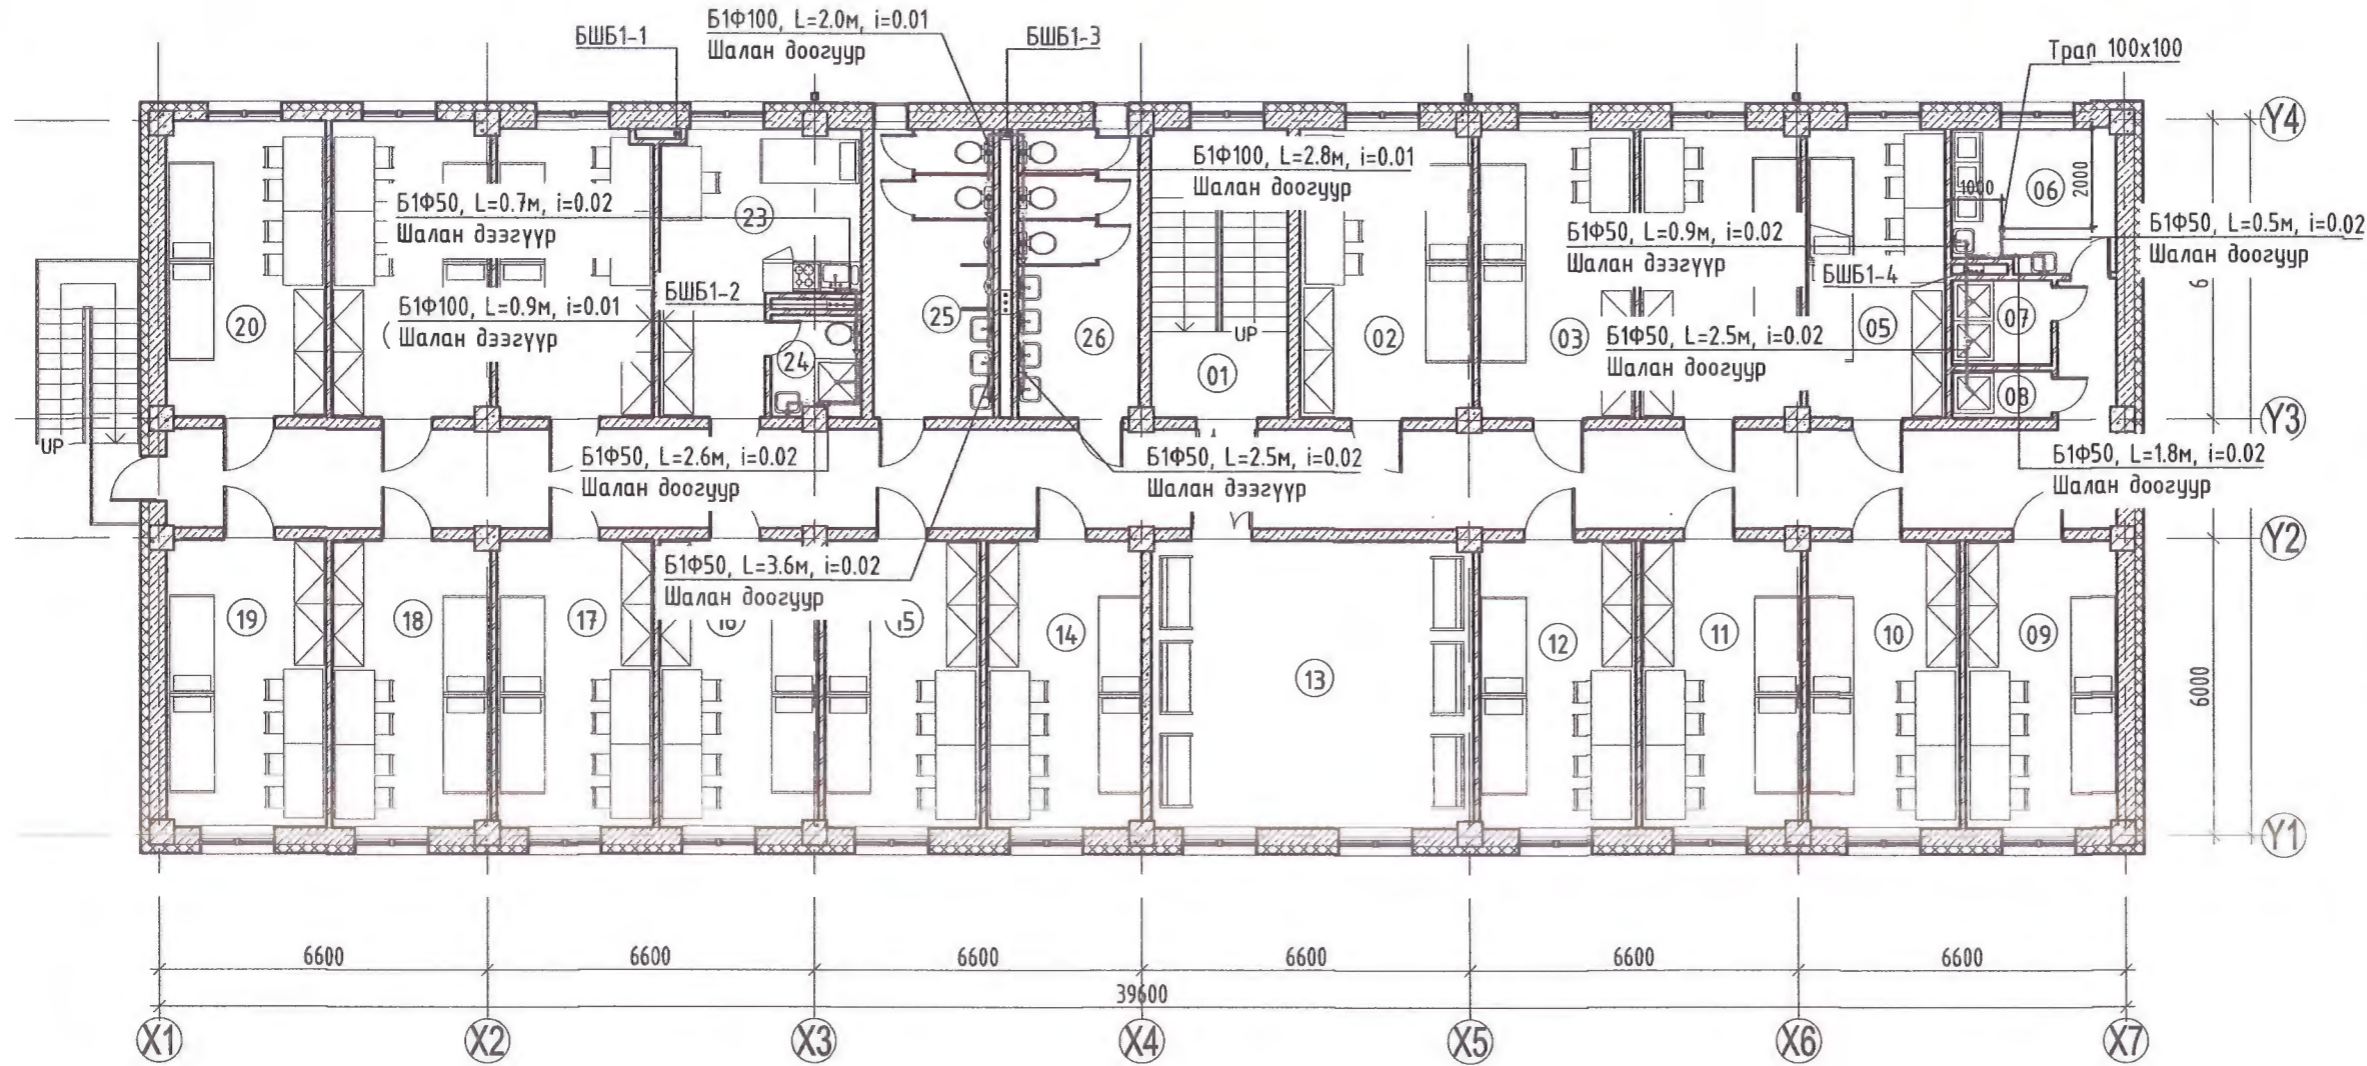 Б1Ф100, L=2.0м, i=0.01
Шалан доогуур
БШБ1-1
БШБ1-3
Трап 100х100
Y4
Б1Ф100, L=2.8м, i=0.01
Шалан доогуур
Б1Ф50, L=0.7м, i=0.02
Шалан дээгүүр
23
1000
06
2000
Б1Ф50, L=0.9м, i=0.02
Шалан дээгүүр
Б1Ф50, L=0.5м, i=0.02
Шалан доогуур
БШБ1-4
6
БШБ1-2
Б1Ф100, L=0.9м, i=0.01
Шалан дээгүүр
20
25
26
UP
02
03
05
07
Б1Ф50, L=2.5м, i=0.02
Шалан доогуур
24
01
08
UP
Y3
Б1Ф50, L=2.6м, i=0.02
Шалан доогуур
Б1Ф50, L=2.5м, i=0.02
Шалан дээгүүр
Б1Ф50, L=1.8м, i=0.02
Шалан доогуур
Y2
Б1Ф50, L=3.6м, i=0.02
Шалан доогуур
19
18
17
16
15
14
13
12
11
10
09
6000
Y1
6600
6600
6600
6600
6600
6600
39600
X1
X2
X3
X4
X5
X6
X7